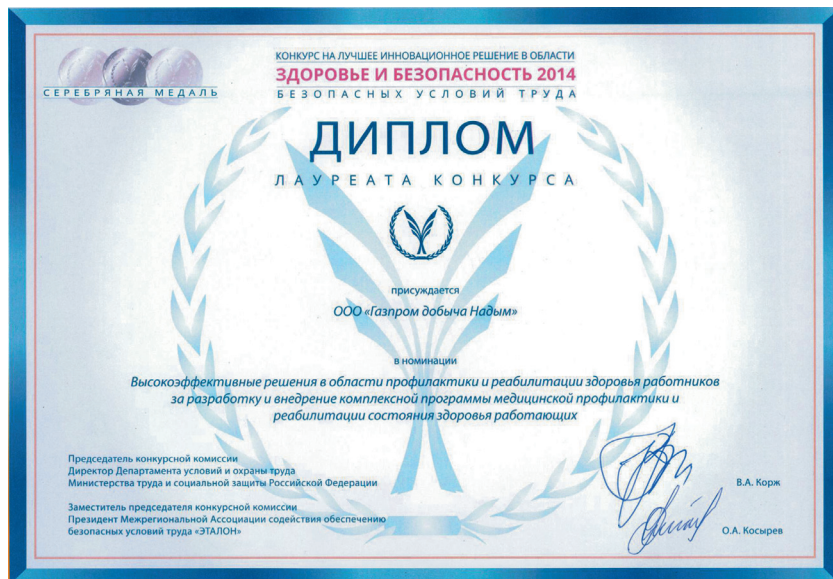 СЕРЕБРЯНАЯ МЕДАЛЬ
КОНКУРС НА ЛУЧШЕЕ ИННОВАЦИОННОЕ РЕШЕНИЕ В ОБЛАСТИ
ЗДОРОВЬЕ И БЕЗОПАСНОСТЬ 2014
БЕЗОПАСНЫХ УСЛОВИЙ ТРУДА
ДИПЛОМ
ЛАУРЕАТА КОНКУРСА
присуждается
ООО «Газпром добыча Надым»
в номинации
Высокоэффективные решения в области профилактики и реабилитации здоровья работников
за разработку и внедрение комплексной программы медицинской профилактики и
реабилитации состояния здоровья работающих
Председатель конкурсной комиссии
Директор Департамента условий и охраны труда
Министерства труда и социальной защиты Российской Федерации
В.А. Корж
Заместитель председателя конкурсной комиссии
Президент Межрегиональной Ассоциации содействия обеспечению
безопасных условий труда «ЭТАЛОН»
О.А. Косырев